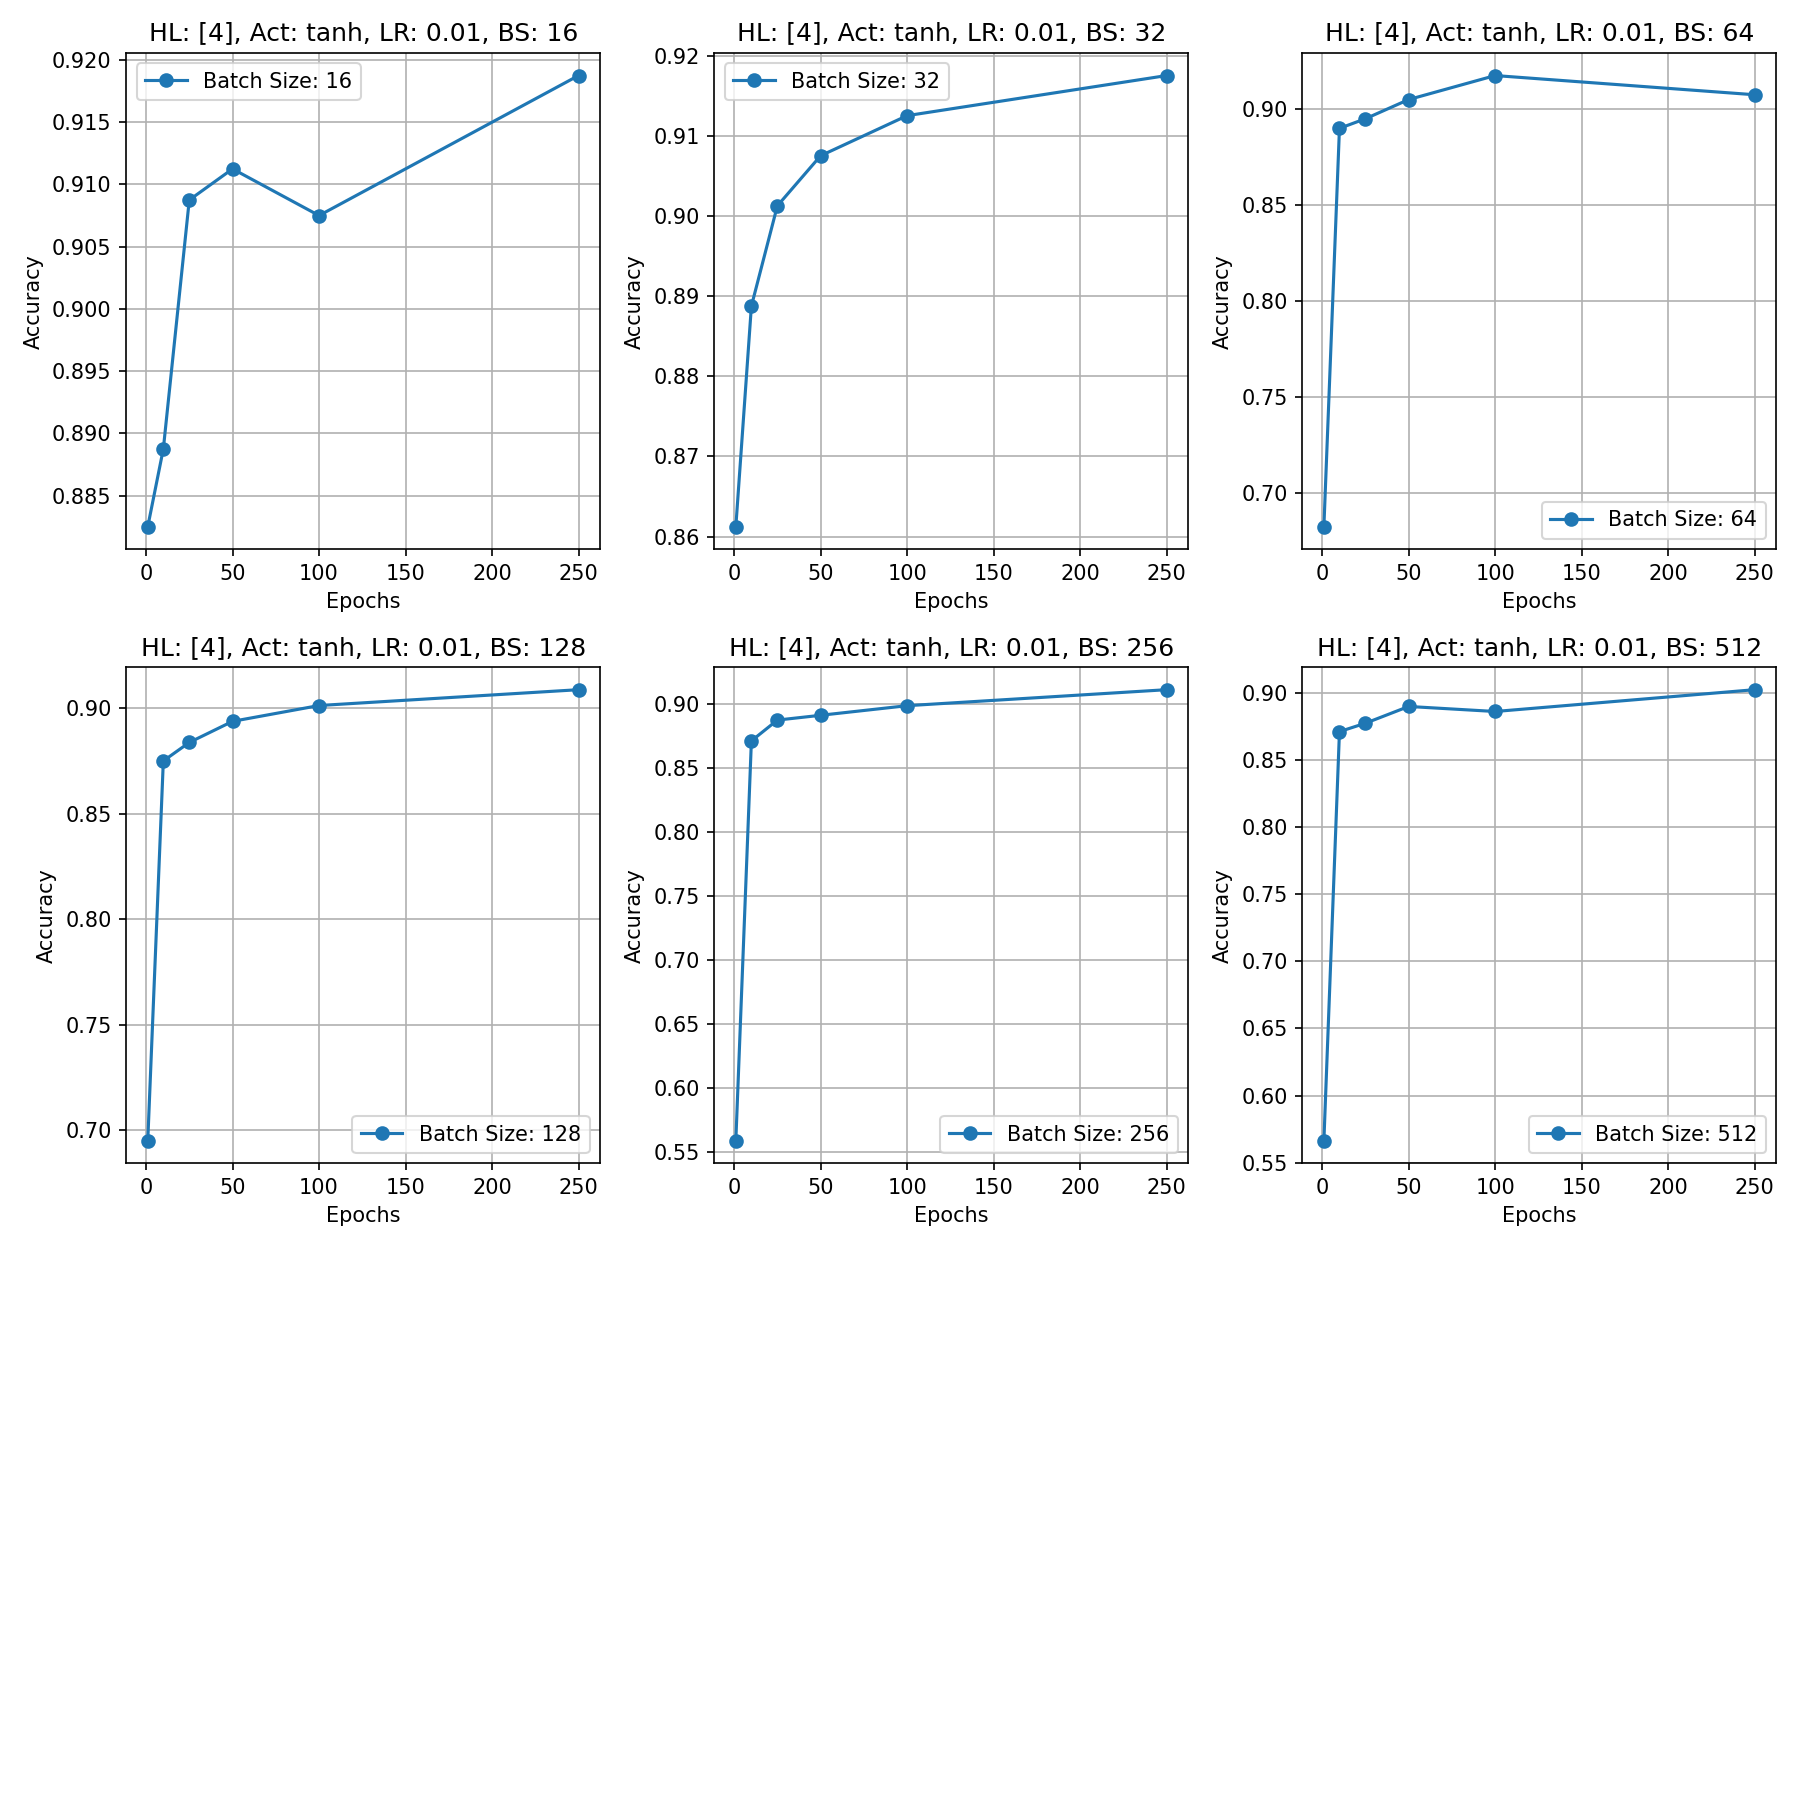 HL: [4], Act: tanh, LR: 0.01, BS: 16
0.920
0.915
0.910
0.905
0.900
0.895
0.890
0.885
Accuracy
Batch Size: 16
0 50 100 150 200 250
Epochs
HL: [4], Act: tanh, LR: 0.01, BS: 32
0.92
0.91
0.90
0.89
0.88
0.87
0.86
Accuracy
Batch Size: 32
0 50 100 150 200 250
Epochs
HL: [4], Act: tanh, LR: 0.01, BS: 64
0.90
0.85
0.80
0.75
0.70
Accuracy
Batch Size: 64
0 50 100 150 200 250
Epochs
HL: [4], Act: tanh, LR: 0.01, BS: 128
0.90
0.85
0.80
0.75
0.70
Accuracy
Batch Size: 128
0 50 100 150 200 250
Epochs
HL: [4], Act: tanh, LR: 0.01, BS: 256
0.90
0.85
0.80
0.75
0.70
0.65
0.60
0.55
Accuracy
Batch Size: 256
0 50 100 150 200 250
Epochs
HL: [4], Act: tanh, LR: 0.01, BS: 512
0.90
0.85
0.80
0.75
0.70
0.65
0.60
0.55
Accuracy
Batch Size: 512
0 50 100 150 200 250
Epochs